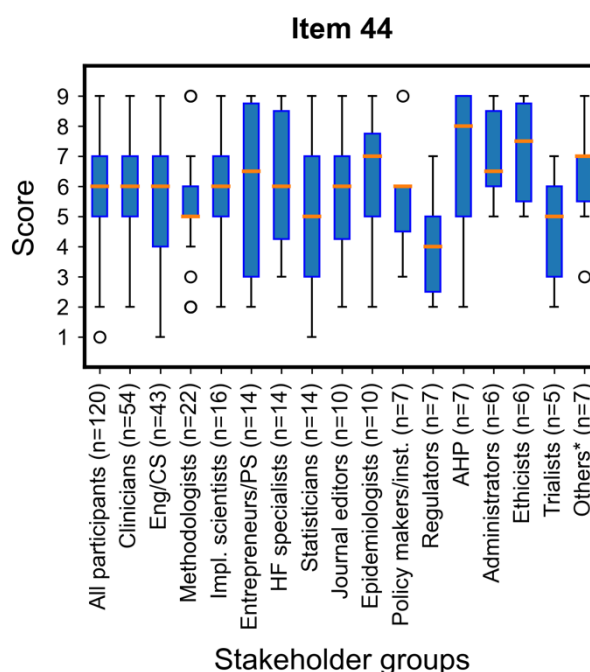 Item 44
Score
9
8
7
6
5
4
3
2
1
All participants (n=120)
Clinicians (n=54)
Eng/CS (n=43)
Methodologists (n=22)
Impl. scientists (n=16)
Entrepreneurs/PS (n=14)
HF specialists (n=14)
Statisticians (n=14)
Journal editors (n=10)
Epidemiologists (n=10)
Policy makers/inst. (n=7)
Regulators (n=7)
AHP (n=7)
Administrators (n=6)
Ethicists (n=6)
Trialists (n=5)
Others* (n=7)
Stakeholder groups